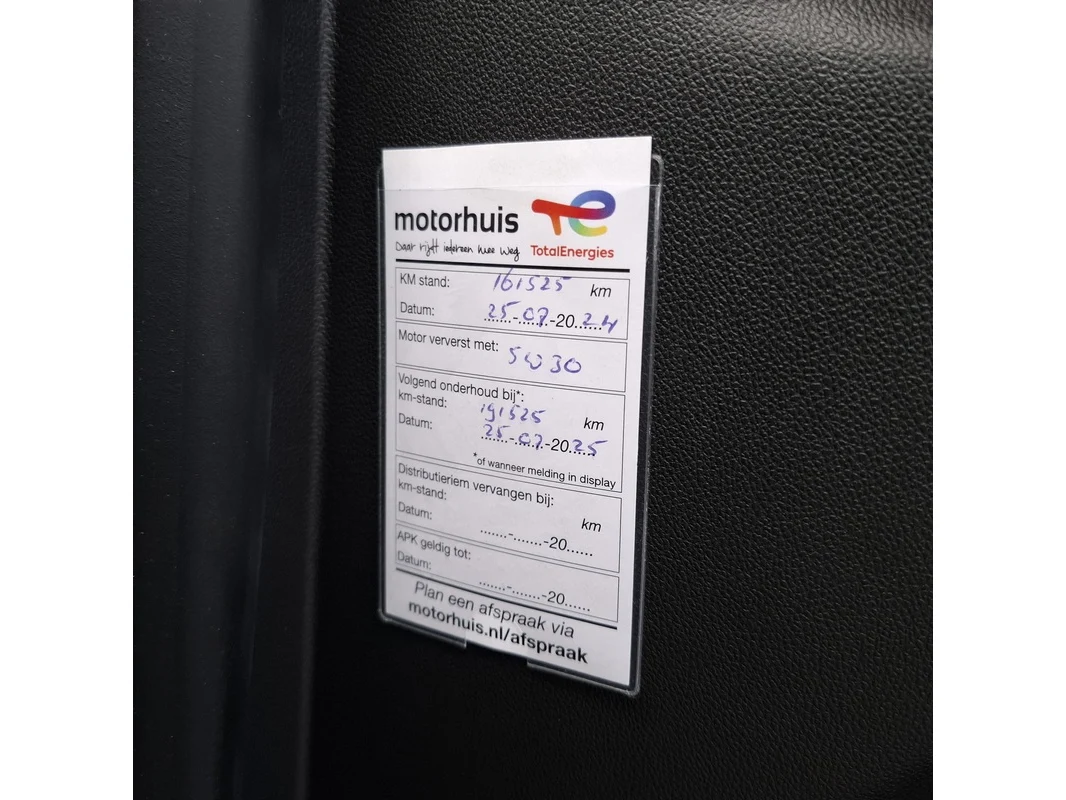 motorhuis
Daar rijdt iedereen mee weg
TotalEnergies
KM stand: 161525 km
Datum: 25-07-2024
Motor ververst met: 5W30
Volgend onderhoud bij*:
km-stand: 191525 km
Datum: 25-07-2025
*of wanneer melding in display
Distributieriem vervangen bij:
km-stand: km
Datum: .......-.......-20......
APK geldig tot:
Datum: .......-.......-20......
Plan een afspraak via
motorhuis.nl/afspraak